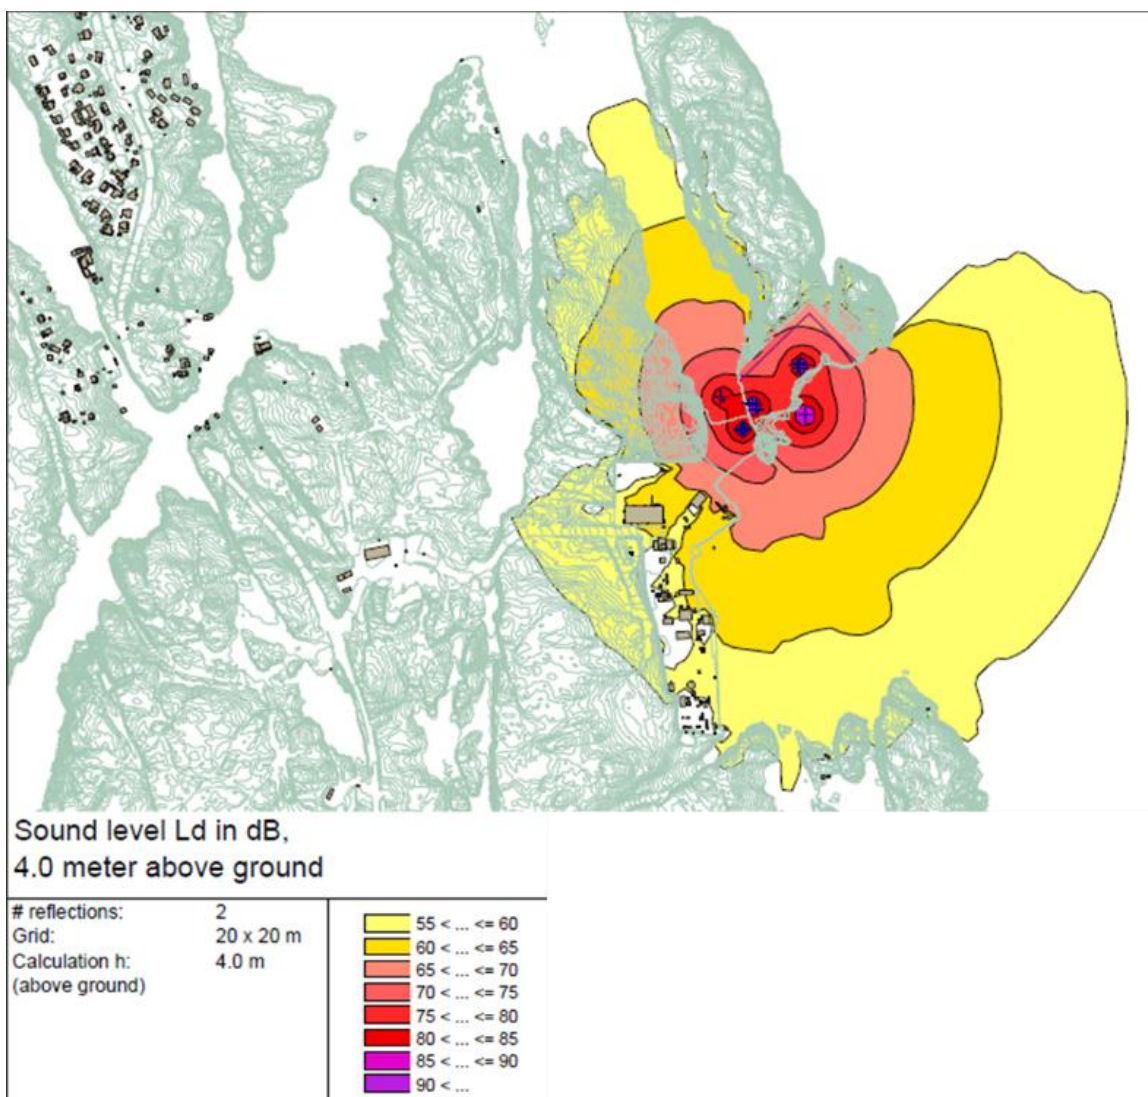 Sound level Ld in dB,
4.0 meter above ground
# reflections: 2
Grid: 20 x 20 m
Calculation h: 4.0 m
(above ground)
55 < ... <= 60
60 < ... <= 65
65 < ... <= 70
70 < ... <= 75
75 < ... <= 80
80 < ... <= 85
85 < ... <= 90
90 < ...